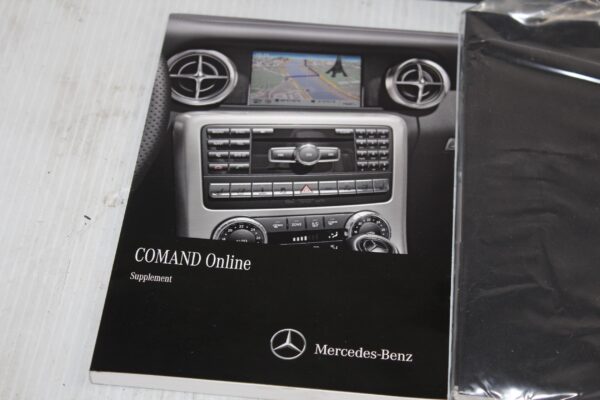 COMAND Online
Supplement
Mercedes-Benz